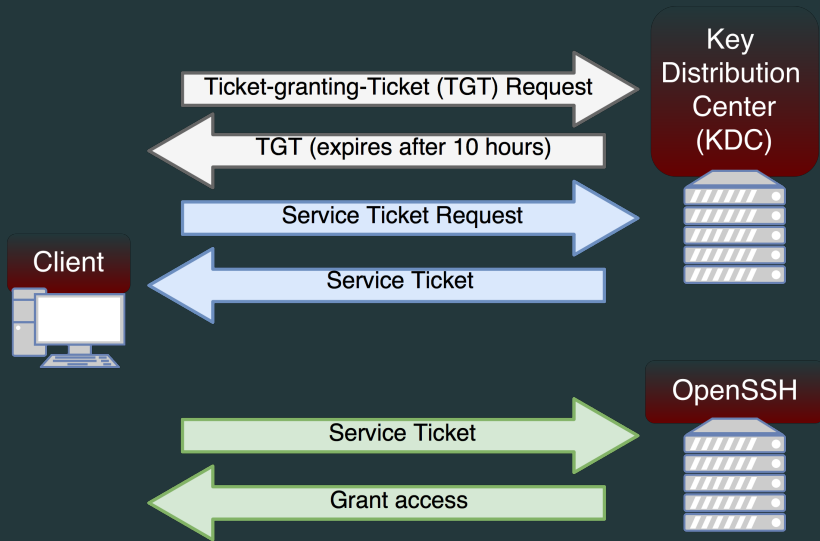 Key
Distribution
Center
(KDC)
Ticket-granting-Ticket (TGT) Request
TGT (expires after 10 hours)
Service Ticket Request
Client
Service Ticket
OpenSSH
Service Ticket
Grant access